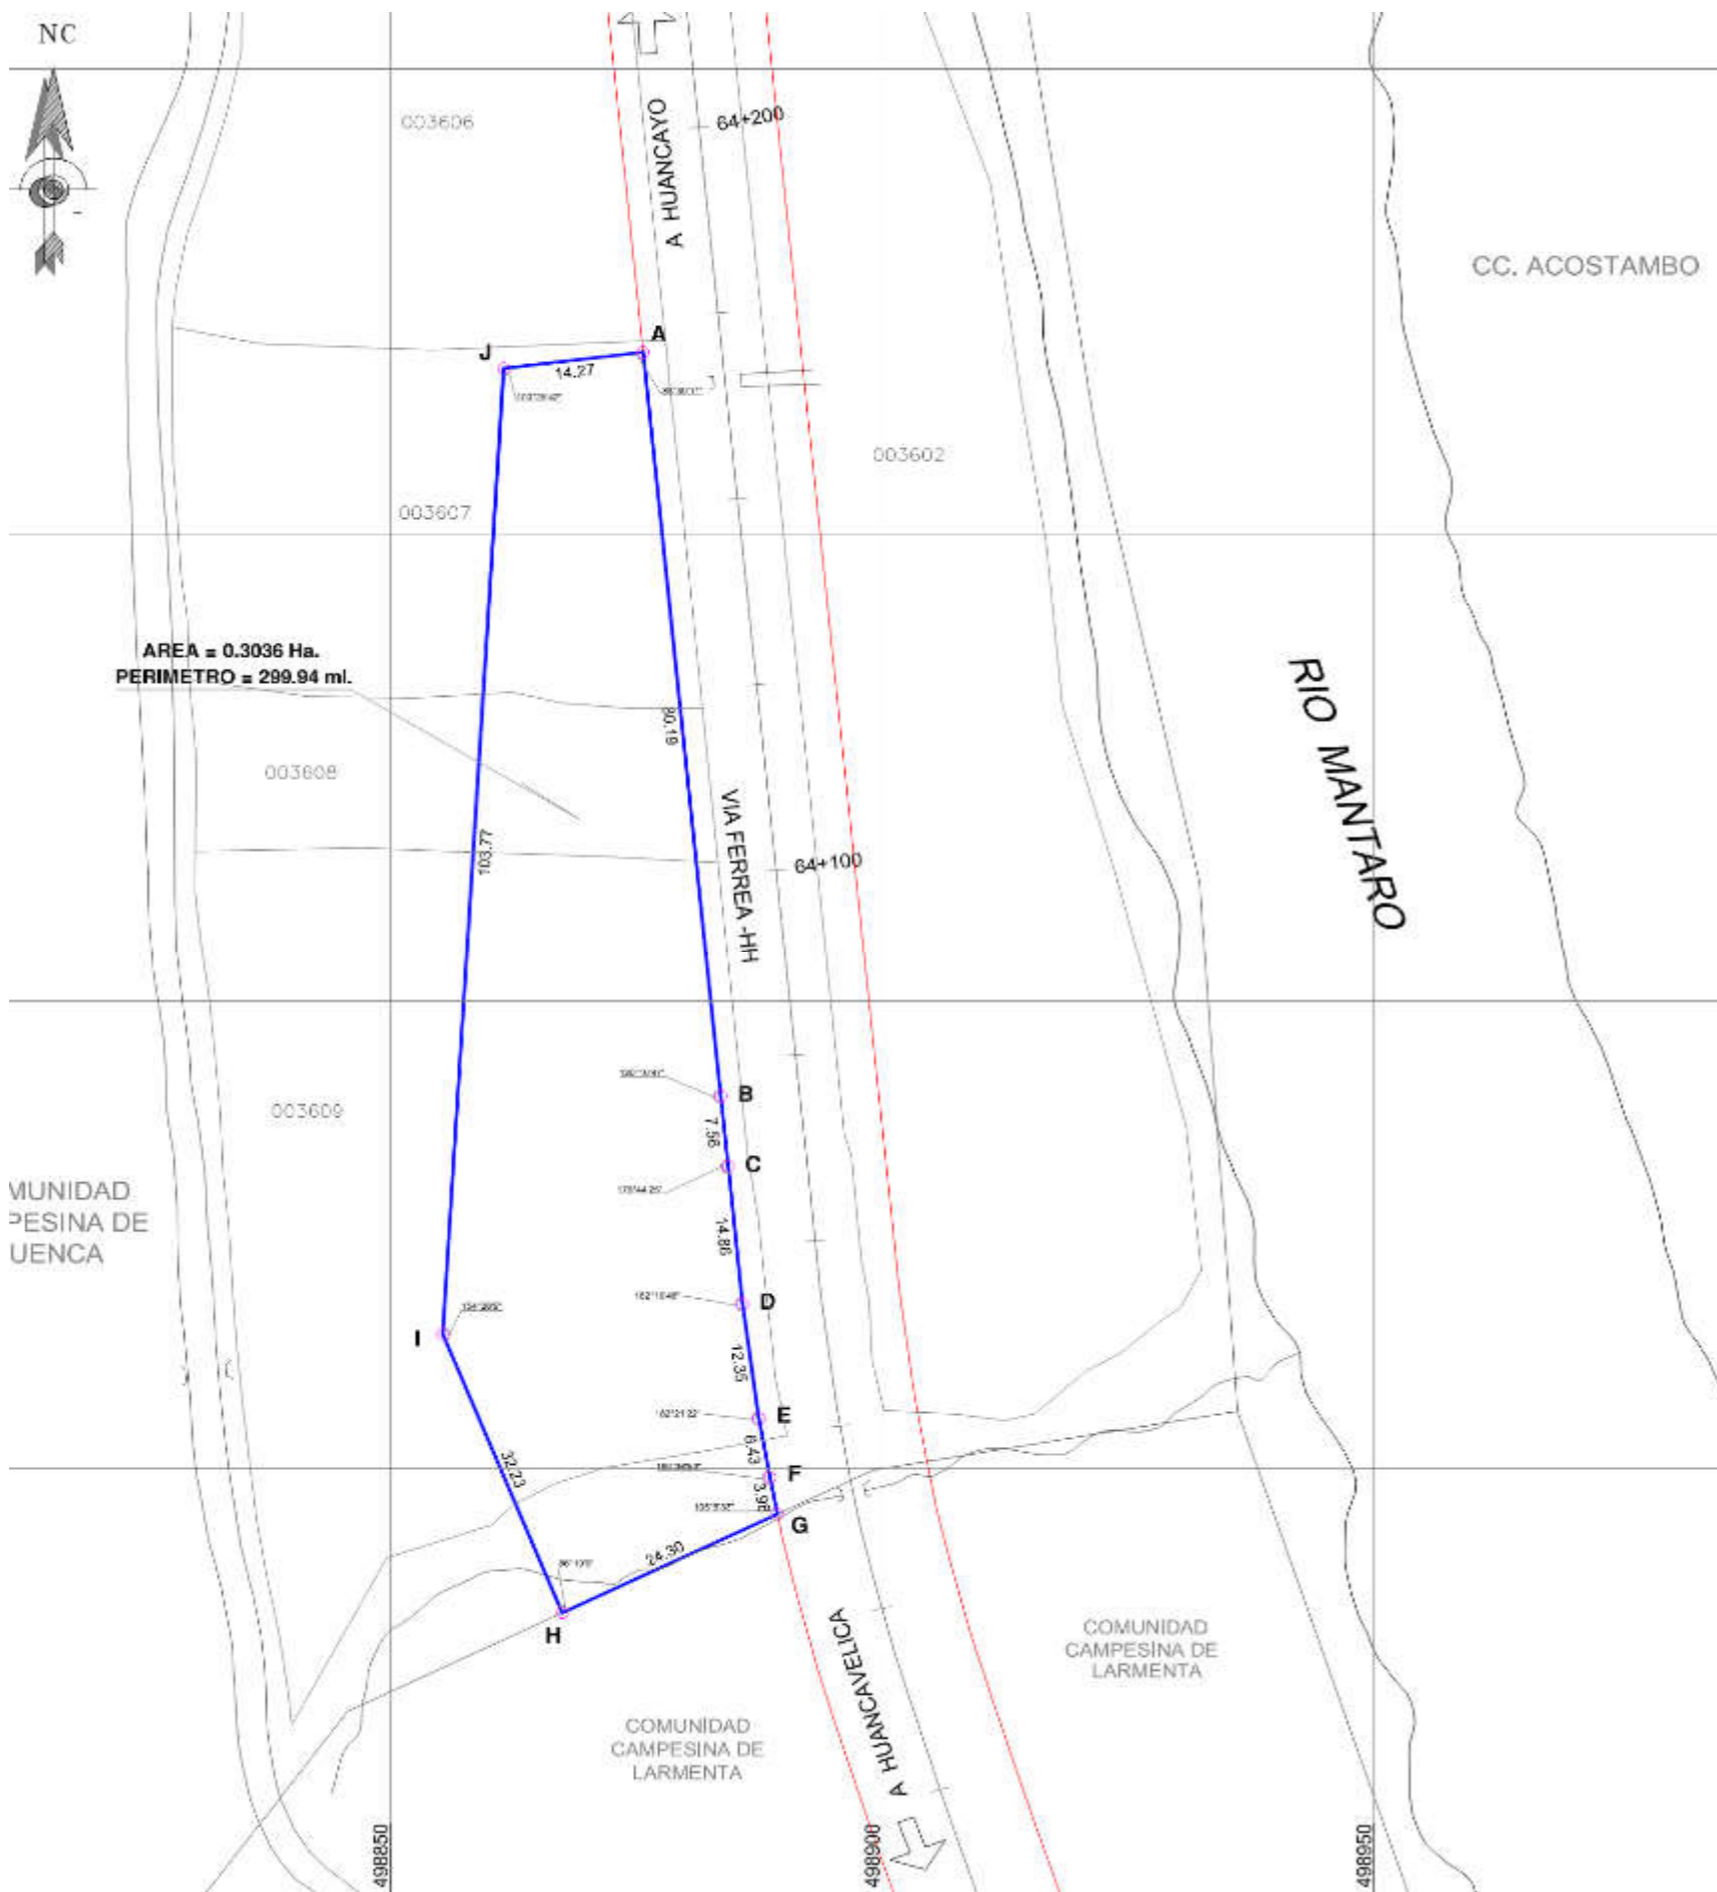 NC
003606
64+200
A HUANCAYO
CC. ACOSTAMBO
A
J
14.27
003602
003607
AREA = 0.3036 Ha.
PERIMETRO = 299.94 ml.
80.19
RIO MANTARO
003608
VIA FERREA -HH
103.77
64+100
B
003609
7.56
C
MUNIDAD
PESINA DE
UENCA
14.86
D
I
12.35
E
6.43
F
32.23
3.98
G
24.30
H
A HUANCAVELICA
COMUNIDAD
CAMPESINA DE
LARMENTA
COMUNIDAD
CAMPESINA DE
LARMENTA
498850
498900
498950